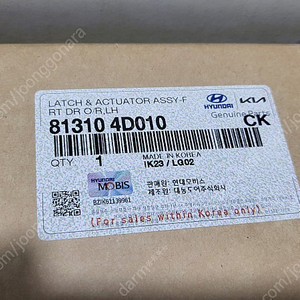 LATCH & ACTUATOR ASSY-F
RT DR O/R,LH
HYUNDAI
KIA
Genuine Parts
81310 4D010
CK
QTY 1
MADE IN KOREA
IK23 / LG02
HYUNDAI
MOBIS
판매원: 현대모비스
제조원: 대동도어주식회사
(For sales within Korea only)